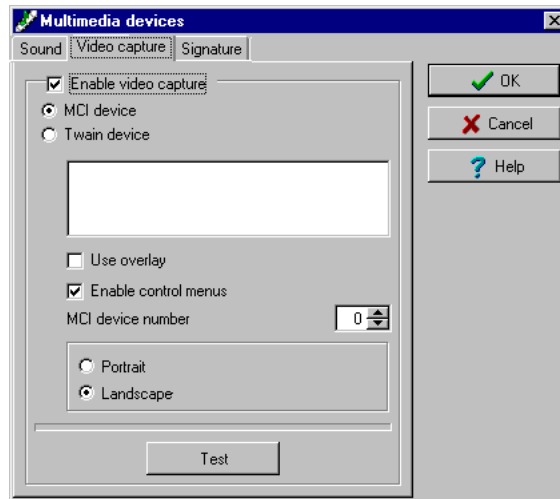 Multimedia devices
Sound Video capture Signature
Enable video capture
MCI device
Twain device
Use overlay
Enable control menus
MCI device number 0
Portrait
Landscape
Test
OK
Cancel
Help